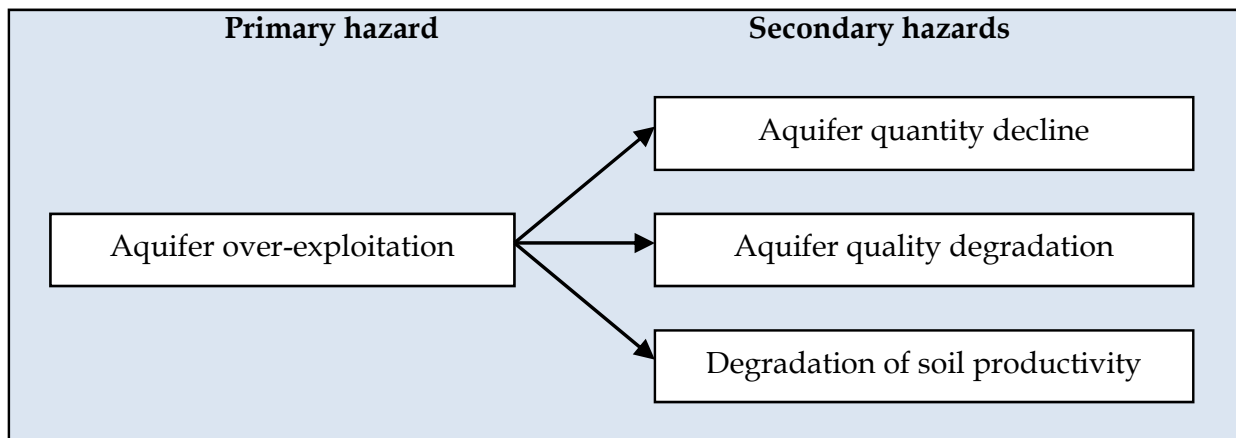 Primary hazard
Secondary hazards
Aquifer quantity decline
Aquifer over-exploitation
Aquifer quality degradation
Degradation of soil productivity